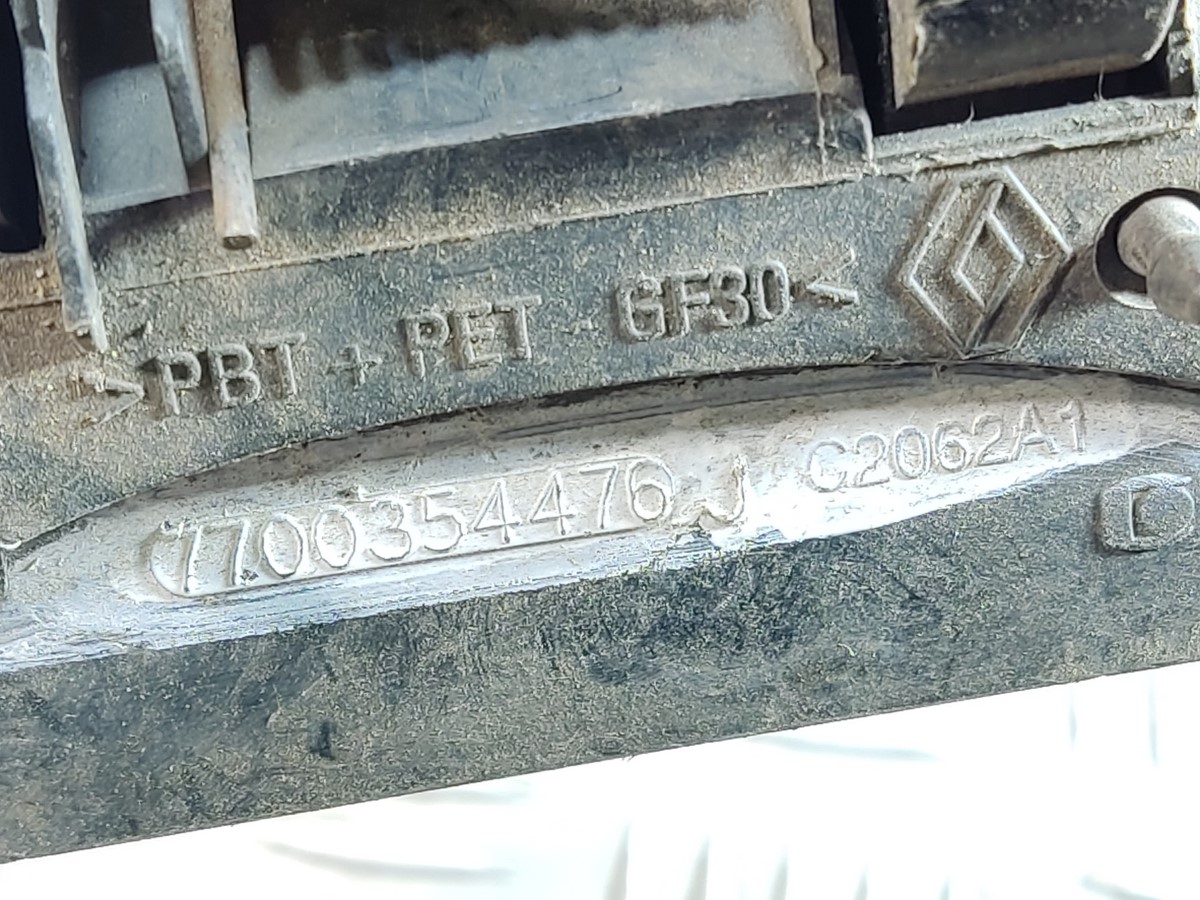 >PBT + PET - GF30<
7700354476 J C2062A1